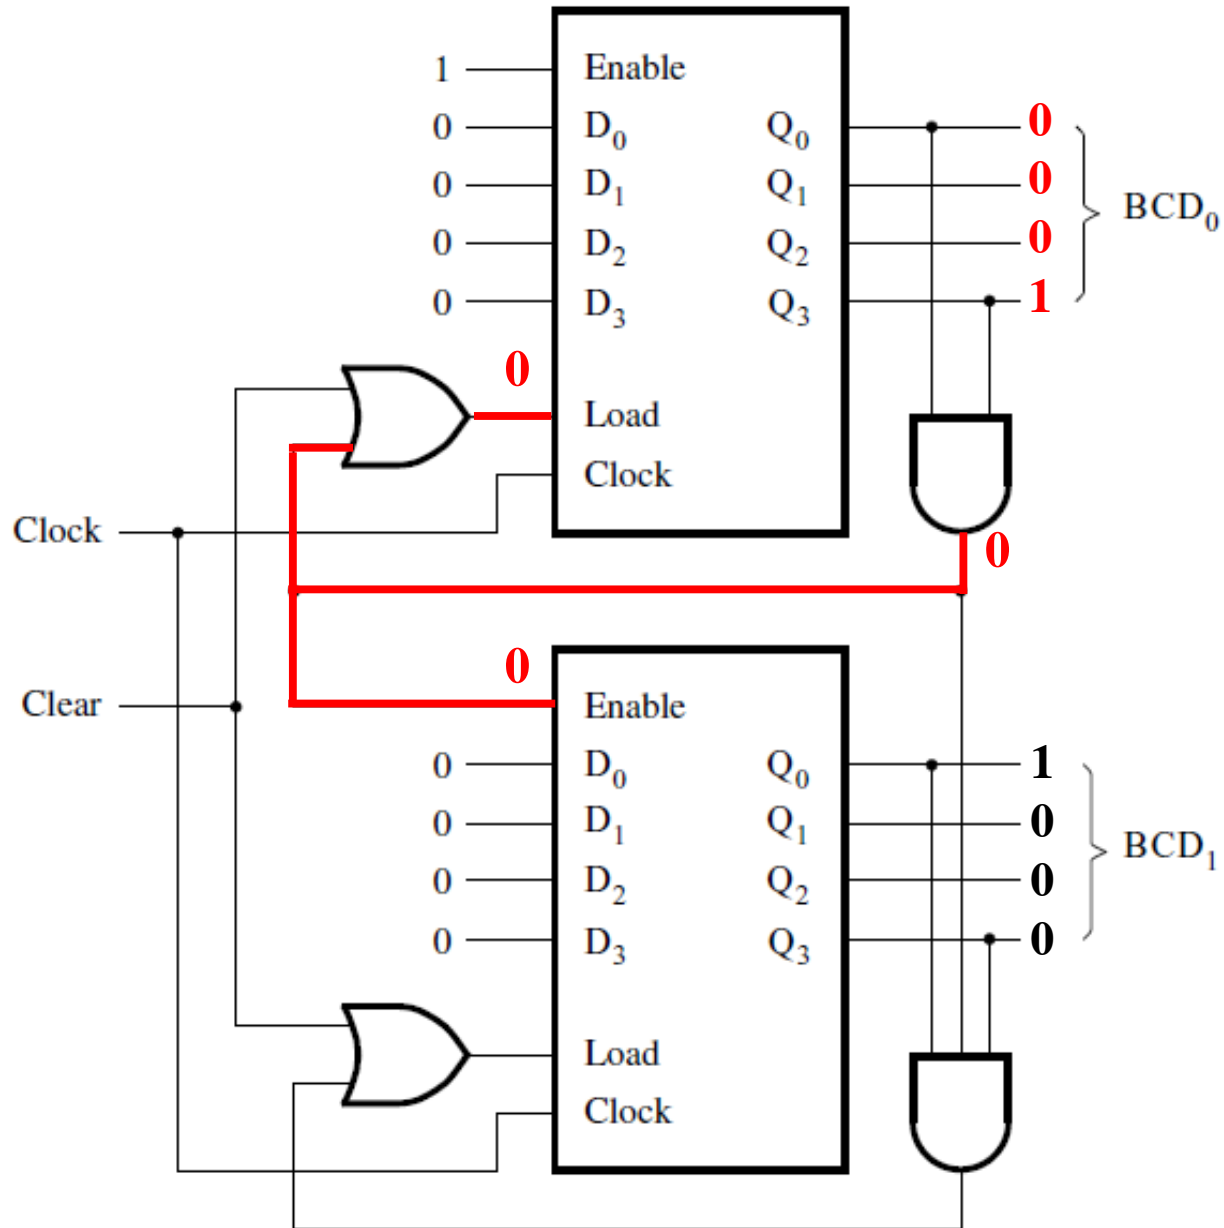 1 Enable
0 D0 Q0 0
0 D1 Q1 0
0 D2 Q2 0
0 D3 Q3 1
BCD0
0 Load
Clock
Clock
0
0
Clear
Enable
0 D0 Q0 1
0 D1 Q1 0
0 D2 Q2 0
0 D3 Q3 0
BCD1
Load
Clock